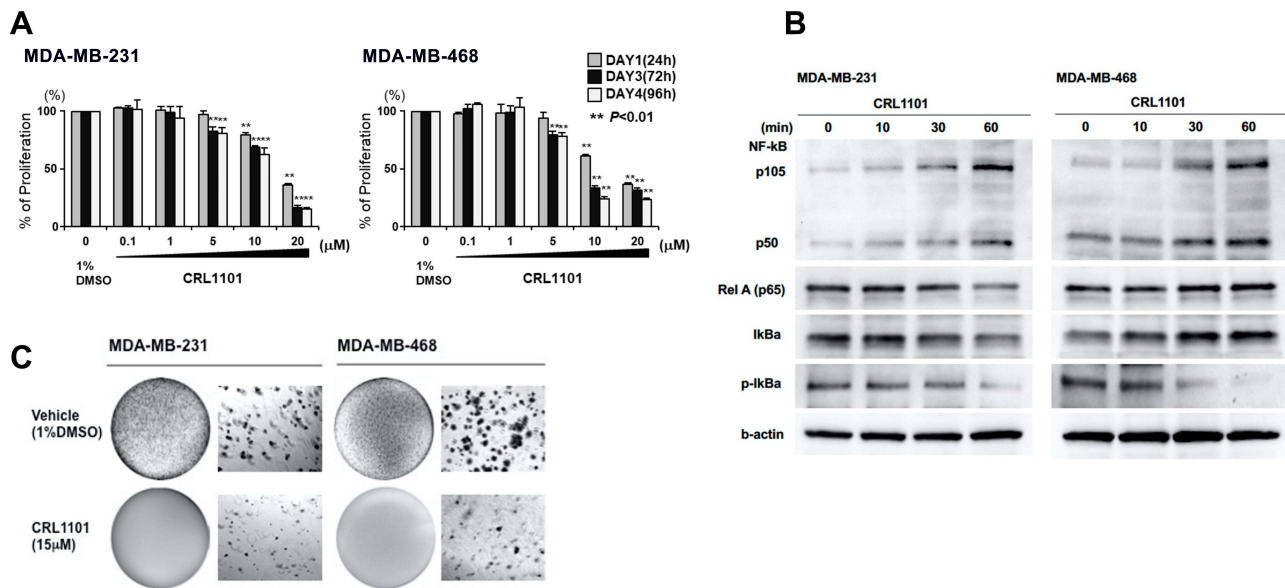 A
MDA-MB-231
MDA-MB-468
DAY1(24h)
DAY3(72h)
DAY4(96h)
** P<0.01
(%)
100
50
0
% of Proliferation
** ** ** ** ** ** ****
0 0.1 1 5 10 20 (μM)
1%
DMSO
CRL1101
(%)
100
50
0
% of Proliferation
** ** ** ** ** ** ** **
0 0.1 1 5 10 20 (μM)
1%
DMSO
CRL1101
B
MDA-MB-231
MDA-MB-468
CRL1101
CRL1101
(min) 0 10 30 60
0 10 30 60
NF-kB
p105
p50
Rel A (p65)
IkBa
p-IkBa
b-actin
C
MDA-MB-231
MDA-MB-468
Vehicle
(1%DMSO)
CRL1101
(15μM)